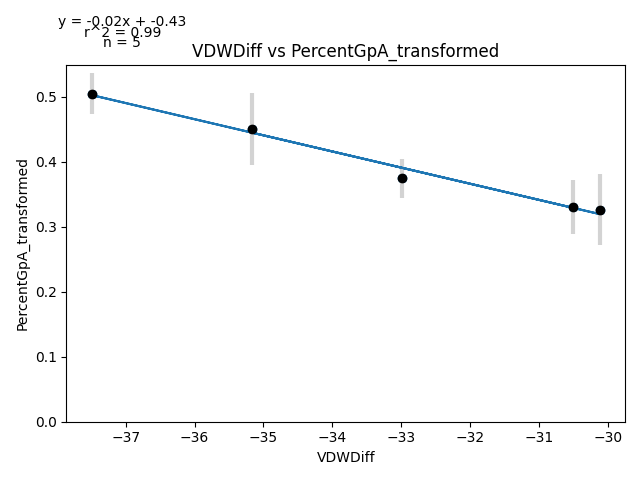 y = -0.02x + -0.43
r^2 = 0.99
n = 5
VDWDiff vs PercentGpA_transformed
PercentGpA_transformed
0.5
0.4
0.3
0.2
0.1
0.0
−37 −36 −35 −34 −33 −32 −31 −30
VDWDiff